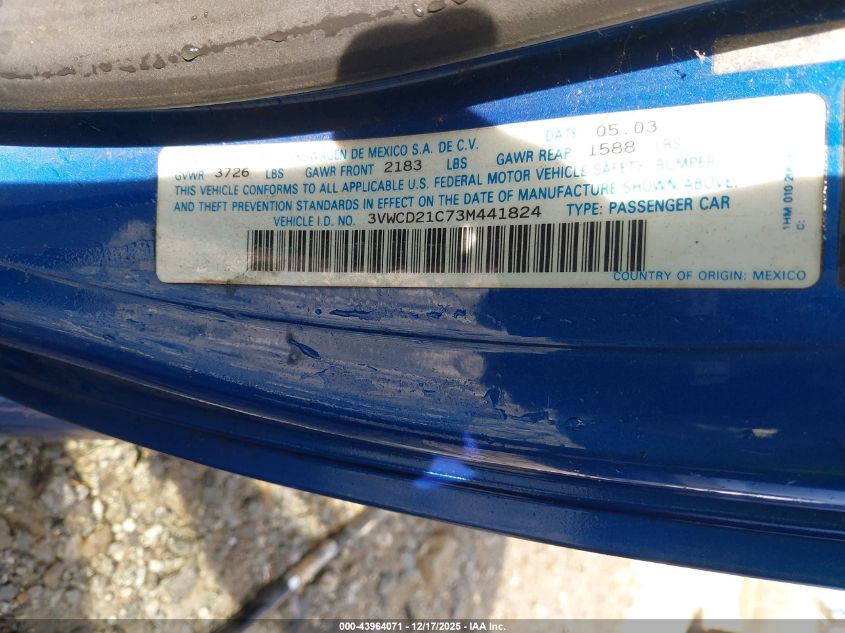 DE MEXICO S.A. DE C.V. DATE 05.03
GVWR 3726 LBS GAWR FRONT 2183 LBS GAWR REAR 1588 LBS
THIS VEHICLE CONFORMS TO ALL APPLICABLE U.S. FEDERAL MOTOR VEHICLE SAFETY, BUMPER
AND THEFT PREVENTION STANDARDS IN EFFECT ON THE DATE OF MANUFACTURE SHOWN ABOVE.
VEHICLE I.D. NO. 3VWCD21C73M441824 TYPE: PASSENGER CAR
COUNTRY OF ORIGIN: MEXICO
1HM 010
C:
000-43964071 - 12/17/2025 - © IAA Inc.